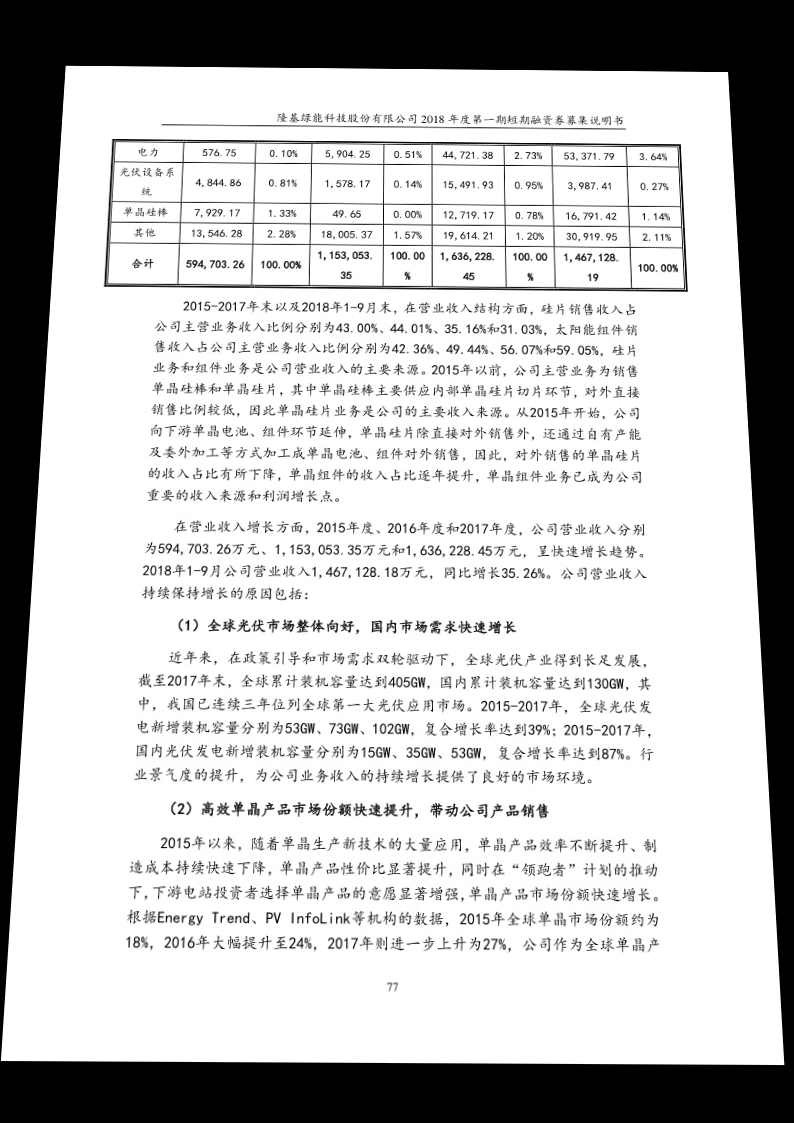 隆基绿能科技股份有限公司 2018 年度第一期短期融资券募集说明书
电力 576.75 0.10% 5,904.25 0.51% 44,721.38 2.73% 53,371.79 3.64%
光伏设备系
统 4,844.86 0.81% 1,578.17 0.14% 15,491.93 0.95% 3,987.41 0.27%
单晶硅棒 7,929.17 1.33% 49.65 0.00% 12,719.17 0.78% 16,791.42 1.14%
其他 13,546.28 2.28% 18,005.37 1.57% 19,614.21 1.20% 30,919.95 2.11%
合计 594,703.26 100.00% 1,153,053. 100.00 1,636,228. 100.00 1,467,128. 100.00%
35 % 45 % 19
2015-2017年末以及2018年1-9月末，在营业收入结构方面，硅片销售收入占
公司主营业务收入比例分别为43.00%、44.01%、35.16%和31.03%，太阳能组件销
售收入占公司主营业务收入比例分别为42.36%、49.44%、56.07%和59.05%，硅片
业务和组件业务是公司营业收入的主要来源。2015年以前，公司主营业务为销售
单晶硅棒和单晶硅片，其中单晶硅棒主要供应内部单晶硅片切片环节，对外直接
销售比例较低，因此单晶硅片业务是公司的主要收入来源。从2015年开始，公司
向下游单晶电池、组件环节延伸，单晶硅片除直接对外销售外，还通过自有产能
及委外加工等方式加工成单晶电池、组件对外销售，因此，对外销售的单晶硅片
的收入占比有所下降，单晶组件的收入占比逐年提升，单晶组件业务已成为公司
重要的收入来源和利润增长点。
在营业收入增长方面，2015年度、2016年度和2017年度，公司营业收入分别
为594,703.26万元、1,153,053.35万元和1,636,228.45万元，呈快速增长趋势。
2018年1-9月公司营业收入1,467,128.18万元，同比增长35.26%。公司营业收入
持续保持增长的原因包括：
（1）全球光伏市场整体向好，国内市场需求快速增长
近年来，在政策引导和市场需求双轮驱动下，全球光伏产业得到长足发展，
截至2017年末，全球累计装机容量达到405GW，国内累计装机容量达到130GW，其
中，我国已连续三年位列全球第一大光伏应用市场。2015-2017年，全球光伏发
电新增装机容量分别为53GW、73GW、102GW，复合增长率达到39%；2015-2017年，
国内光伏发电新增装机容量分别为15GW、35GW、53GW，复合增长率达到87%。行
业景气度的提升，为公司业务收入的持续增长提供了良好的市场环境。
（2）高效单晶产品市场份额快速提升，带动公司产品销售
2015年以来，随着单晶生产新技术的大量应用，单晶产品效率不断提升、制
造成本持续快速下降，单晶产品性价比显著提升，同时在“领跑者”计划的推动
下，下游电站投资者选择单晶产品的意愿显著增强，单晶产品市场份额快速增长。
根据Energy Trend、PV InfoLink等机构的数据，2015年全球单晶市场份额约为
18%，2016年大幅提升至24%，2017年则进一步上升为27%，公司作为全球单晶产
77